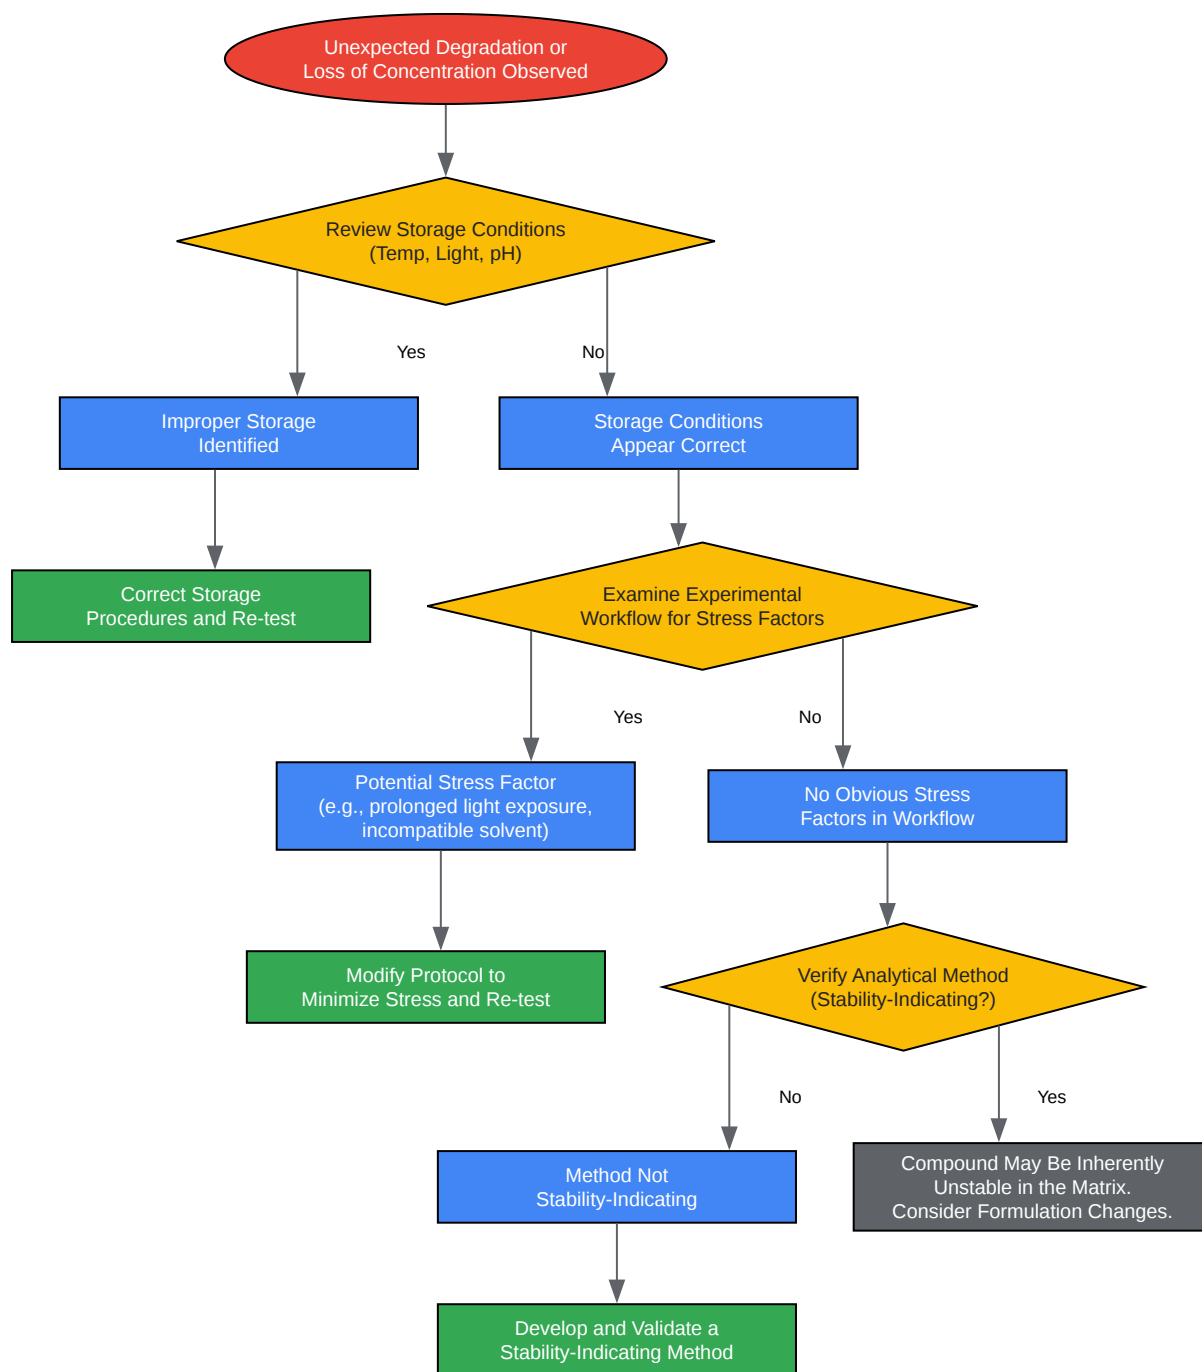 Unexpected Degradation or
Loss of Concentration Observed
Review Storage Conditions
(Temp, Light, pH)
Yes
No
Improper Storage
Identified
Storage Conditions
Appear Correct
Correct Storage
Procedures and Re-test
Examine Experimental
Workflow for Stress Factors
Yes
No
Potential Stress Factor
(e.g., prolonged light exposure,
incompatible solvent)
No Obvious Stress
Factors in Workflow
Modify Protocol to
Minimize Stress and Re-test
Verify Analytical Method
(Stability-Indicating?)
No
Yes
Method Not
Stability-Indicating
Compound May Be Inherently
Unstable in the Matrix.
Consider Formulation Changes.
Develop and Validate a
Stability-Indicating Method